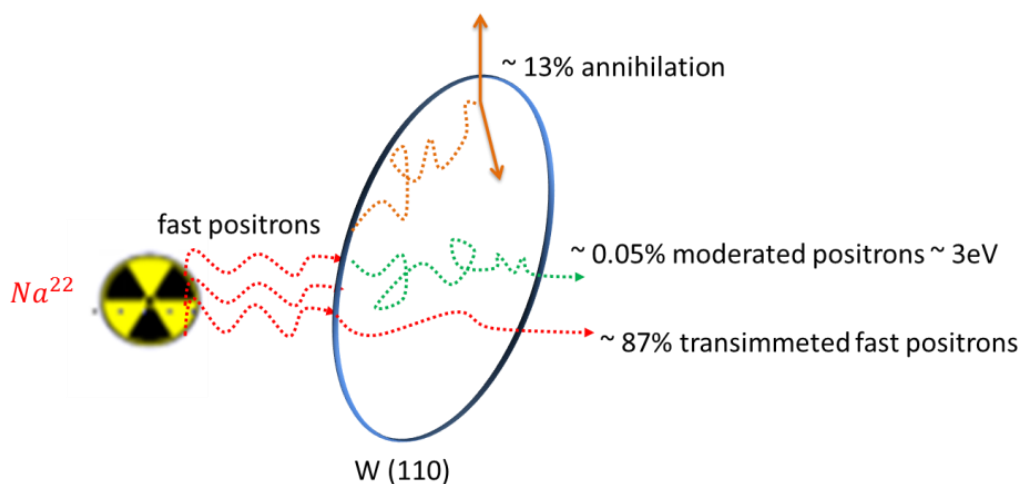 ~ 13% annihilation
fast positrons
~ 0.05% moderated positrons ~ 3eV
Na²²
~ 87% transimmeted fast positrons
W (110)